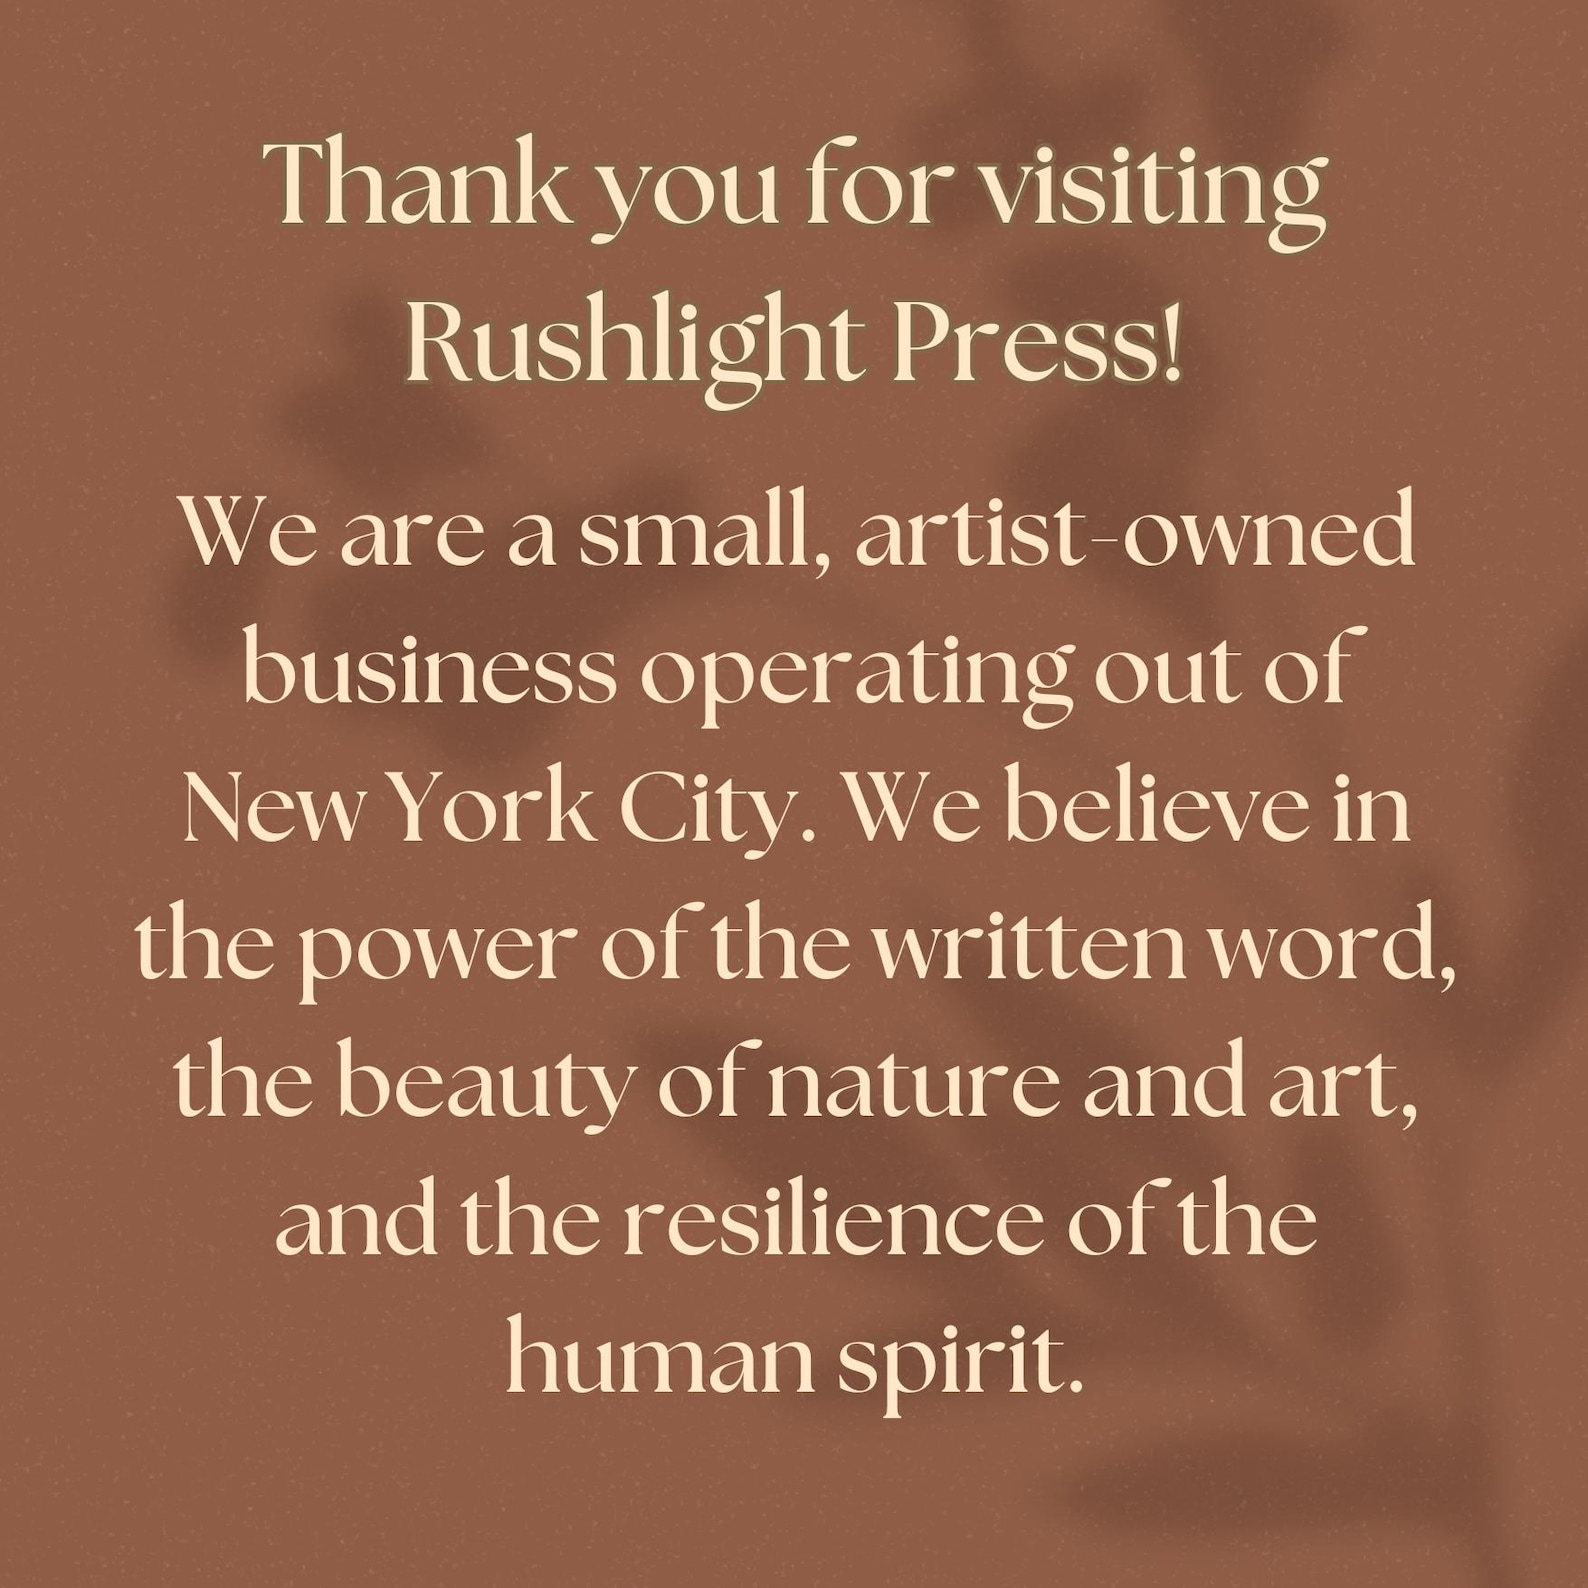 Thank you for visiting
Rushlight Press!
We are a small, artist-owned
business operating out of
New York City. We believe in
the power of the written word,
the beauty of nature and art,
and the resilience of the
human spirit.